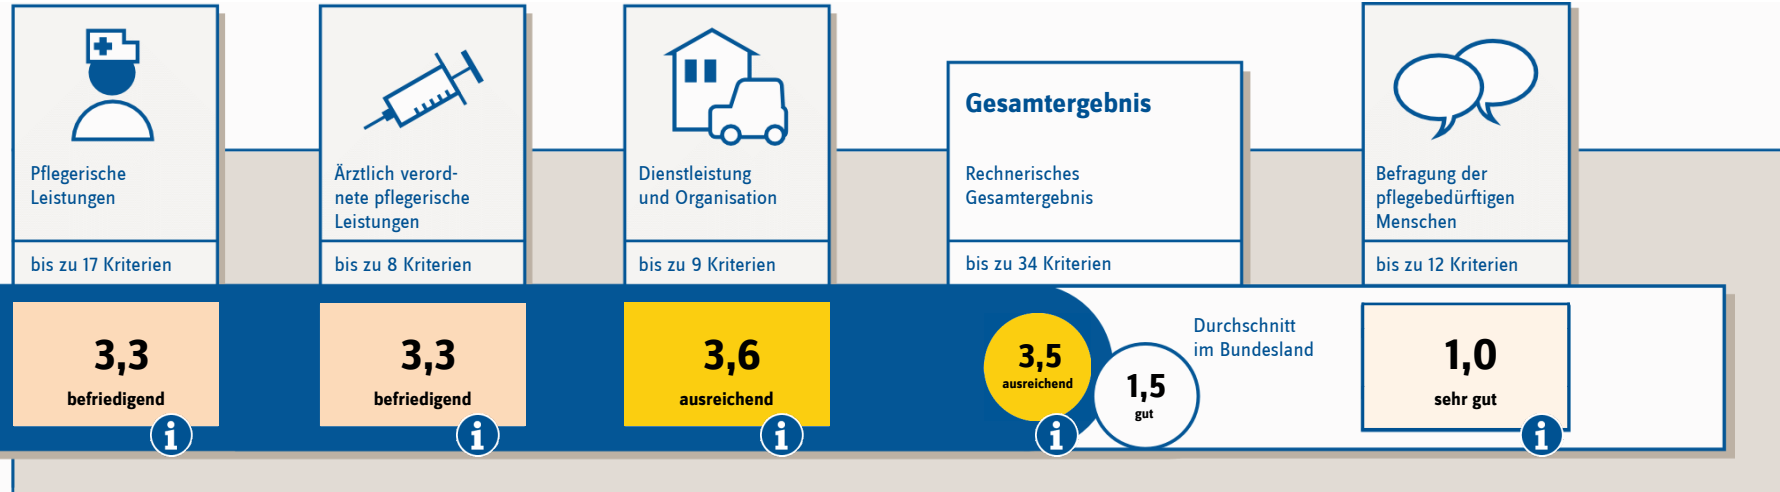 Pflegerische
Leistungen
bis zu 17 Kriterien
3,3
befriedigend
i
Ärztlich verord-
nete pflegerische
Leistungen
bis zu 8 Kriterien
3,3
befriedigend
i
Dienstleistung
und Organisation
bis zu 9 Kriterien
3,6
ausreichend
i
Gesamtergebnis
Rechnerisches
Gesamtergebnis
bis zu 34 Kriterien
3,5
ausreichend
i
1,5
gut
Durchschnitt
im Bundesland
Befragung der
pflegebedürftigen
Menschen
bis zu 12 Kriterien
1,0
sehr gut
i